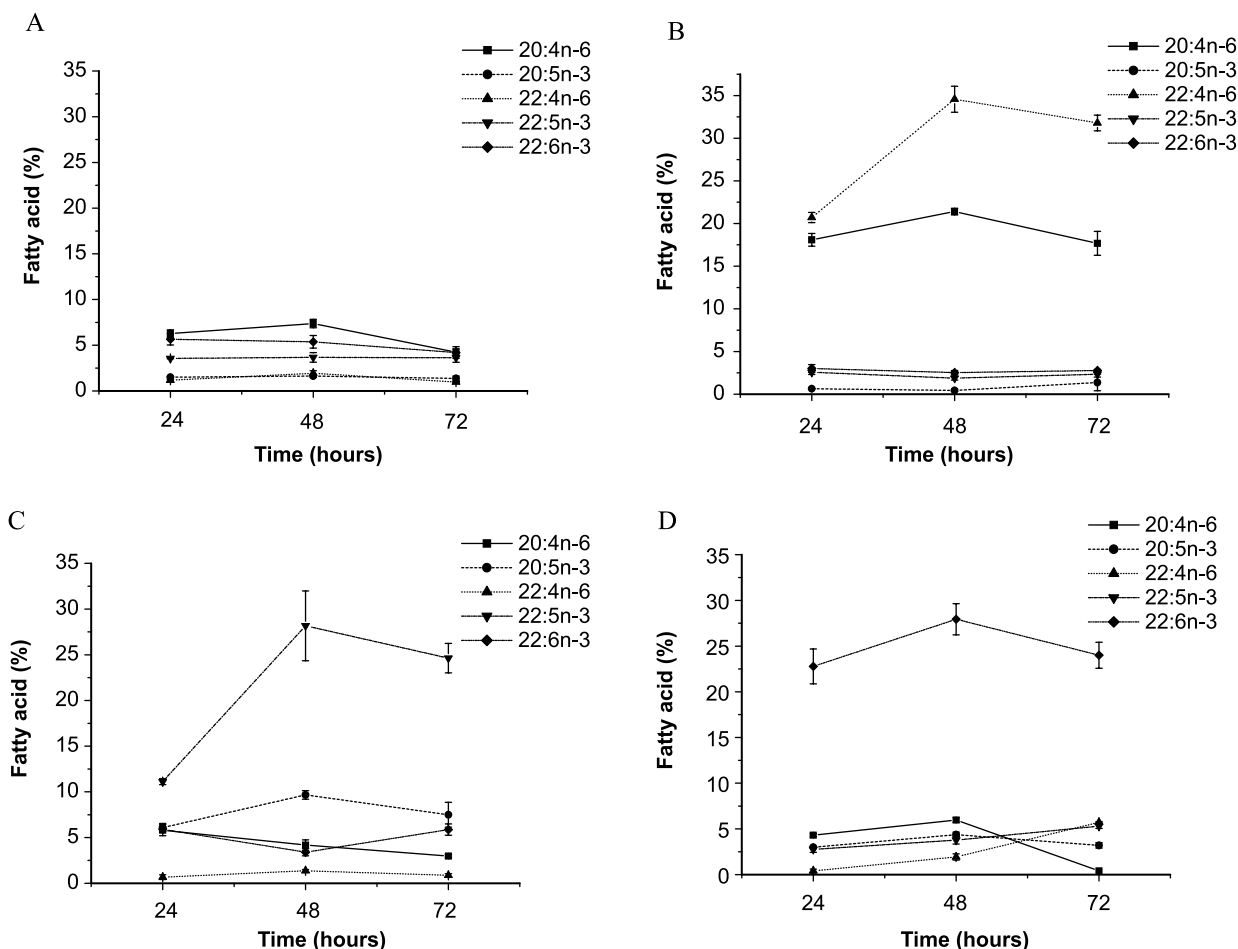 A
20:4n-6
20:5n-3
22:4n-6
22:5n-3
22:6n-3
35
30
25
20
15
10
5
0
Fatty acid (%)
24 48 72
Time (hours)
B
20:4n-6
20:5n-3
22:4n-6
22:5n-3
22:6n-3
35
30
25
20
15
10
5
0
Fatty acid (%)
24 48 72
Time (hours)
C
20:4n-6
20:5n-3
22:4n-6
22:5n-3
22:6n-3
35
30
25
20
15
10
5
0
Fatty acid (%)
24 48 72
Time (hours)
D
20:4n-6
20:5n-3
22:4n-6
22:5n-3
22:6n-3
35
30
25
20
15
10
5
0
Fatty acid (%)
24 48 72
Time (hours)